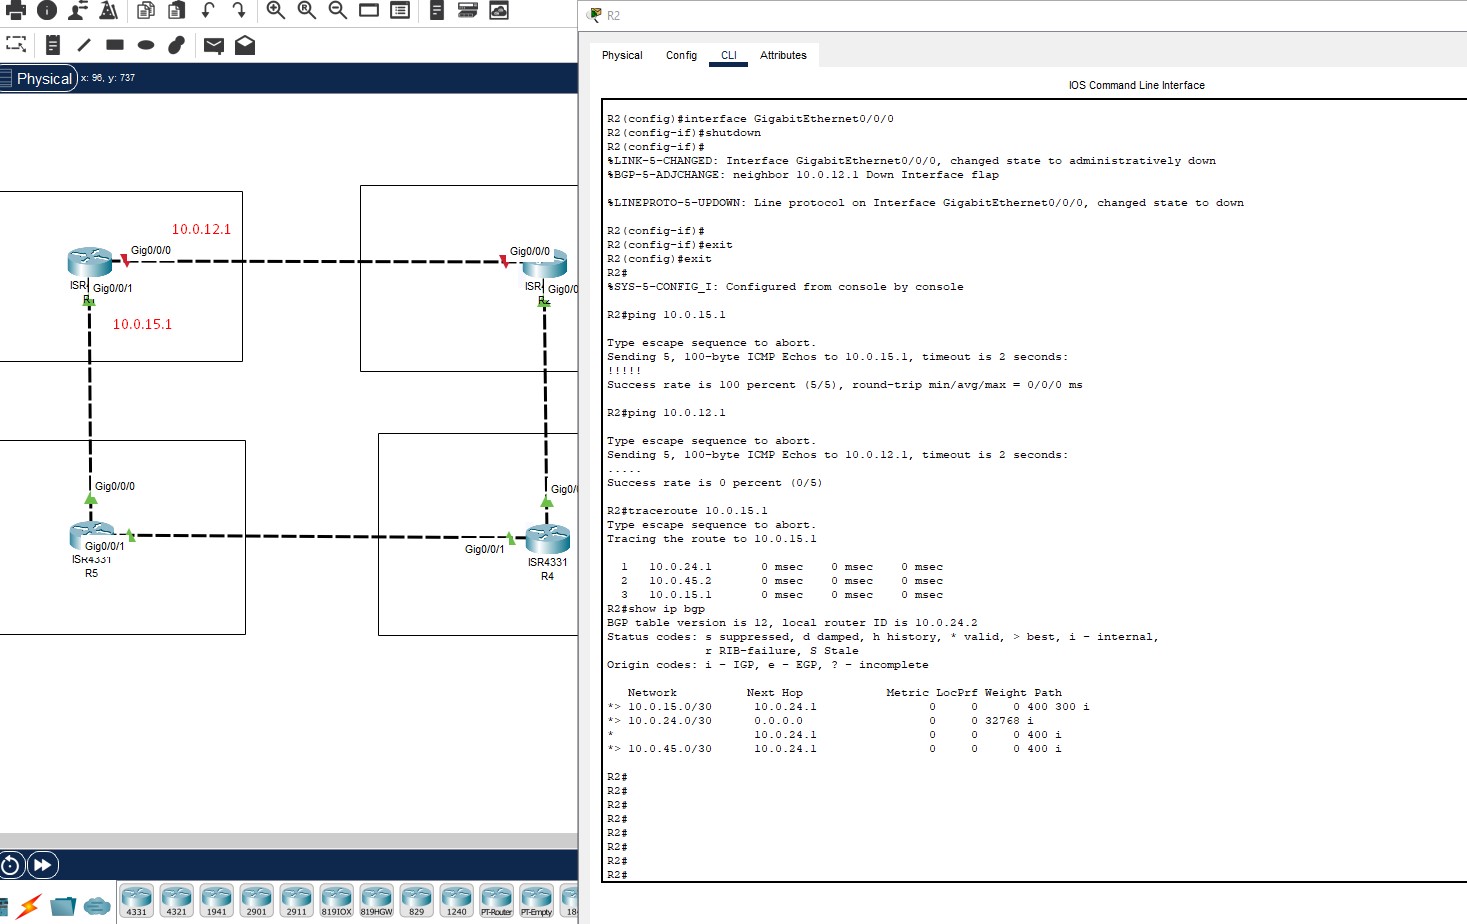 Physical x: 96, y: 737
10.0.12.1
Gig0/0/0
Gig0/0/0
Gig0/0/1
10.0.15.1
Gig0/0/0
Gig0/0/1
ISR4331
R5
Gig0/0/1
ISR4331
R4
4331 4321 1941 2901 2911 819IOX 819HGW 829 1240 PT-Router PT-Empty
R2
Physical Config CLI Attributes
IOS Command Line Interface
R2(config)#interface GigabitEthernet0/0/0
R2(config-if)#shutdown
R2(config-if)#
%LINK-5-CHANGED: Interface GigabitEthernet0/0/0, changed state to administratively down
%BGP-5-ADJCHANGE: neighbor 10.0.12.1 Down Interface flap
%LINEPROTO-5-UPDOWN: Line protocol on Interface GigabitEthernet0/0/0, changed state to down
R2(config-if)#
R2(config-if)#exit
R2(config)#exit
R2#
%SYS-5-CONFIG_I: Configured from console by console
R2#ping 10.0.15.1
Type escape sequence to abort.
Sending 5, 100-byte ICMP Echos to 10.0.15.1, timeout is 2 seconds:
!!!!!
Success rate is 100 percent (5/5), round-trip min/avg/max = 0/0/0 ms
R2#ping 10.0.12.1
Type escape sequence to abort.
Sending 5, 100-byte ICMP Echos to 10.0.12.1, timeout is 2 seconds:
.....
Success rate is 0 percent (0/5)
R2#traceroute 10.0.15.1
Type escape sequence to abort.
Tracing the route to 10.0.15.1
1 10.0.24.1 0 msec 0 msec 0 msec
2 10.0.45.2 0 msec 0 msec 0 msec
3 10.0.15.1 0 msec 0 msec 0 msec
R2#show ip bgp
BGP table version is 12, local router ID is 10.0.24.2
Status codes: s suppressed, d damped, h history, * valid, > best, i - internal,
r RIB-failure, S Stale
Origin codes: i - IGP, e - EGP, ? - incomplete
Network Next Hop Metric LocPrf Weight Path
*> 10.0.15.0/30 10.0.24.1 0 0 0 400 300 i
*> 10.0.24.0/30 0.0.0.0 0 0 32768 i
* 10.0.24.1 0 0 0 400 i
*> 10.0.45.0/30 10.0.24.1 0 0 0 400 i
R2#
R2#
R2#
R2#
R2#
R2#
R2#
R2#